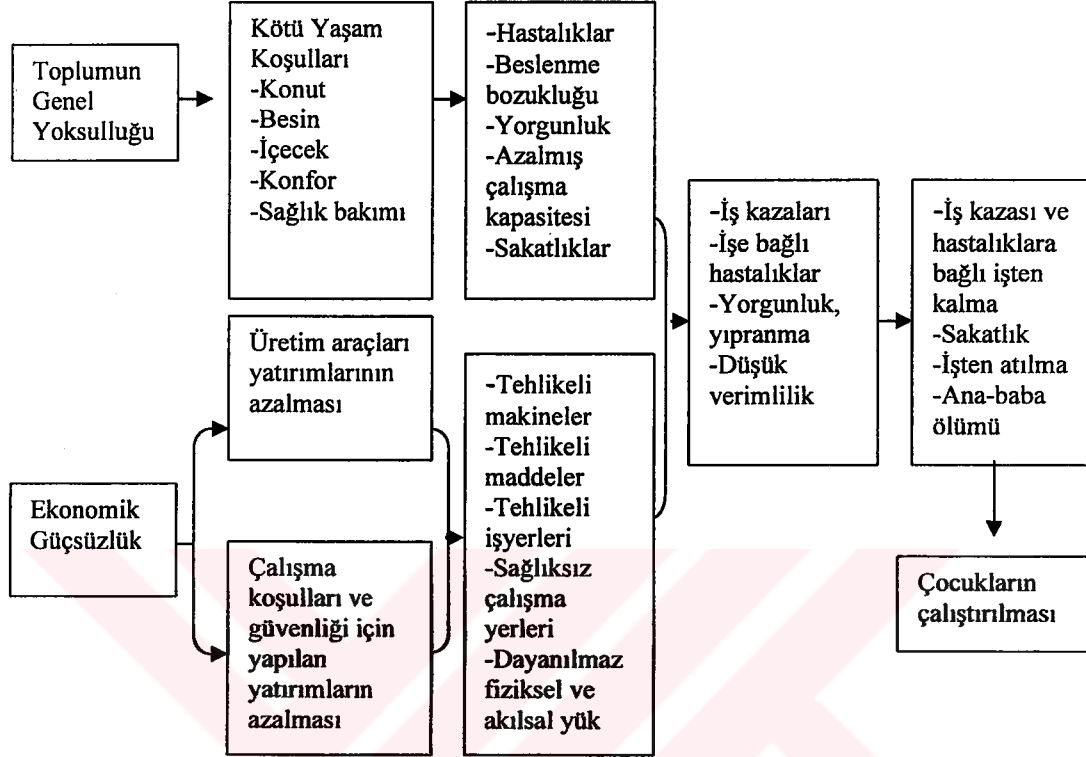 Toplumun
Genel
Yoksulluğu
Kötü Yaşam
Koşulları
-Konut
-Besin
-İçecek
-Konfor
-Sağlık bakımı
-Hastalıklar
-Beslenme
bozukluğu
-Yorgunluk
-Azalmış
çalışma
kapasitesi
-Sakatlıklar
Ekonomik
Güçsüzlük
Üretim araçları
yatırımlarının
azalması
Çalışma
koşulları ve
güvenliği için
yapılan
yatırımların
azalması
-Tehlikeli
makineler
-Tehlikeli
maddeler
-Tehlikeli
işyerleri
-Sağlıksız
çalışma
yerleri
-Dayanılmaz
fiziksel ve
akılsal yük
-İş kazaları
-İşe bağlı
hastalıklar
-Yorgunluk,
yıpranma
-Düşük
verimlilik
-İş kazası ve
hastalıklara
bağlı işten
kalma
-Sakatlık
-İşten atılma
-Ana-baba
ölümü
Çocukların
çalıştırılması